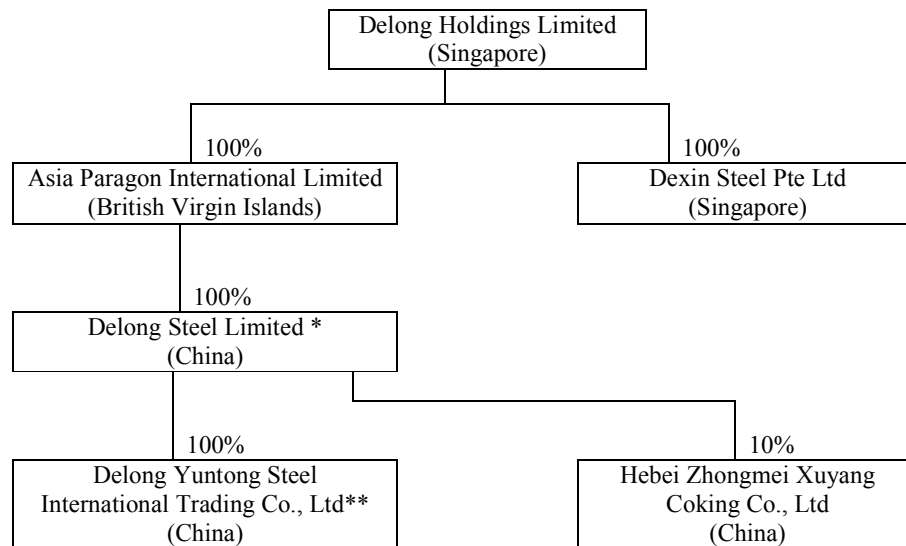 Delong Holdings Limited
(Singapore)
100%
100%
Asia Paragon International Limited
(British Virgin Islands)
Dexin Steel Pte Ltd
(Singapore)
100%
Delong Steel Limited *
(China)
100%
10%
Delong Yuntong Steel
International Trading Co., Ltd**
(China)
Hebei Zhongmei Xuyang
Coking Co., Ltd
(China)